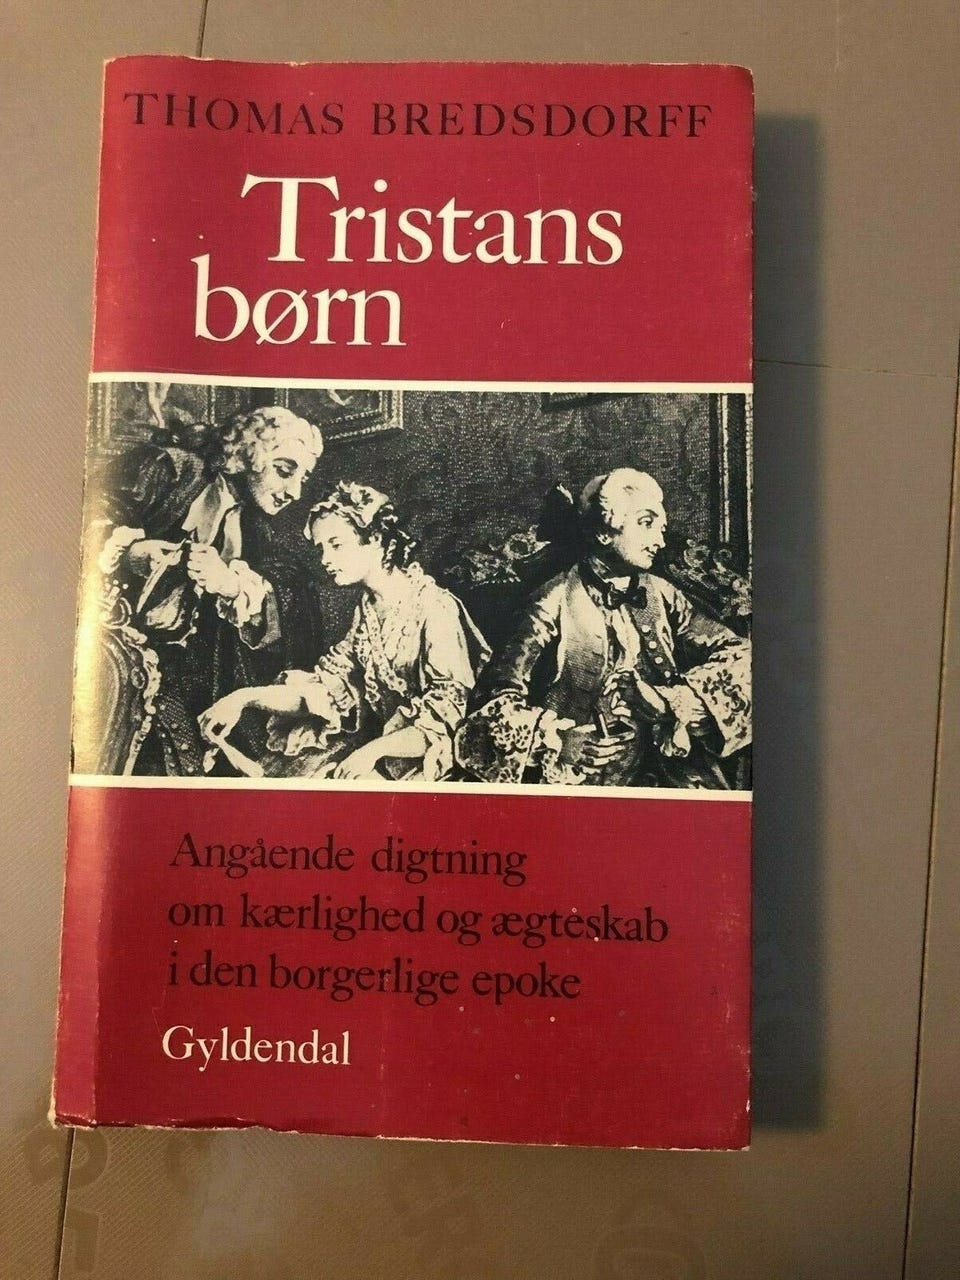 THOMAS BREDSDORFF
Tristans
børn
Angående digtning
om kærlighed og ægteskab
i den borgerlige epoke
Gyldendal